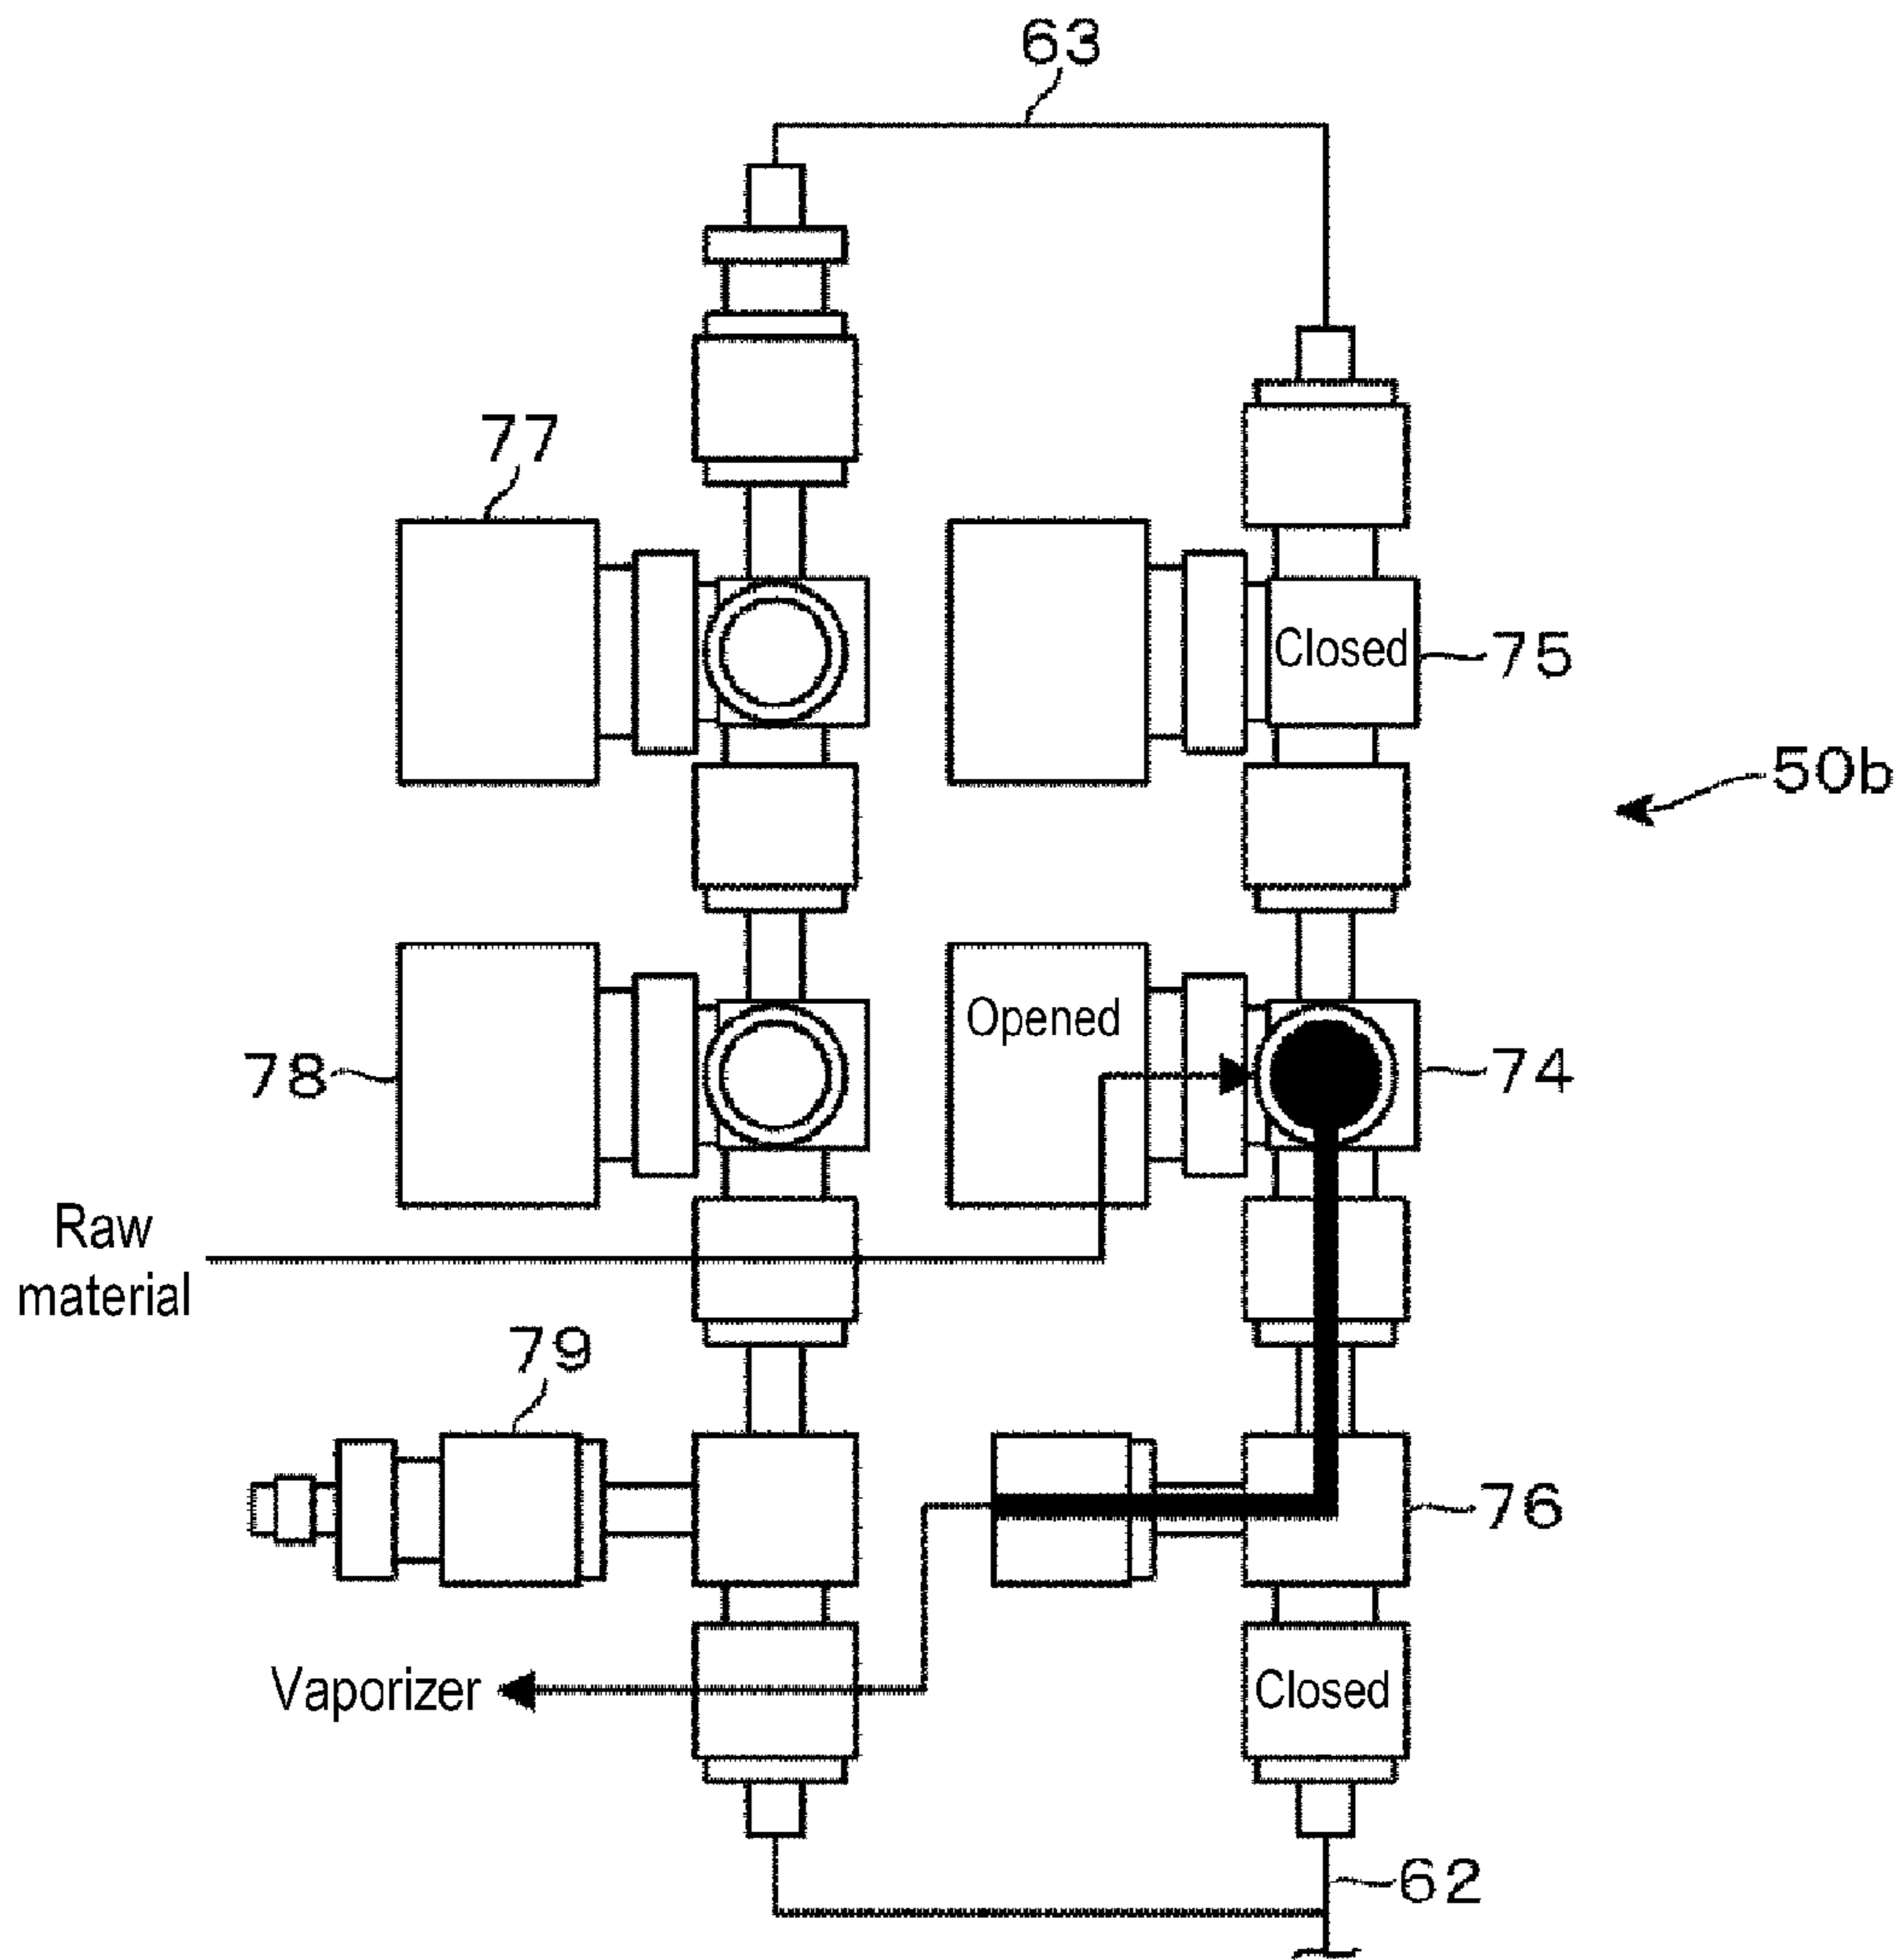 63
77
Closed
75
50b
Opened
78
74
Raw
material
79
76
Vaporizer
Closed
62